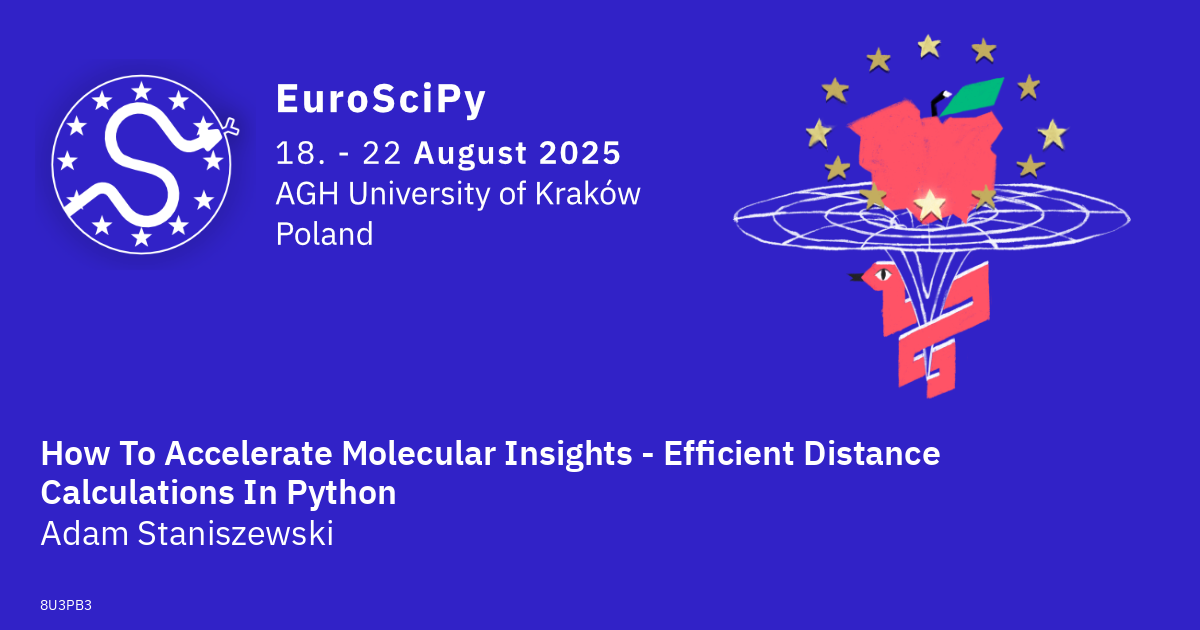 EuroSciPy
18. - 22 August 2025
AGH University of Kraków
Poland
How To Accelerate Molecular Insights - Efficient Distance
Calculations In Python
Adam Staniszewski
8U3PB3